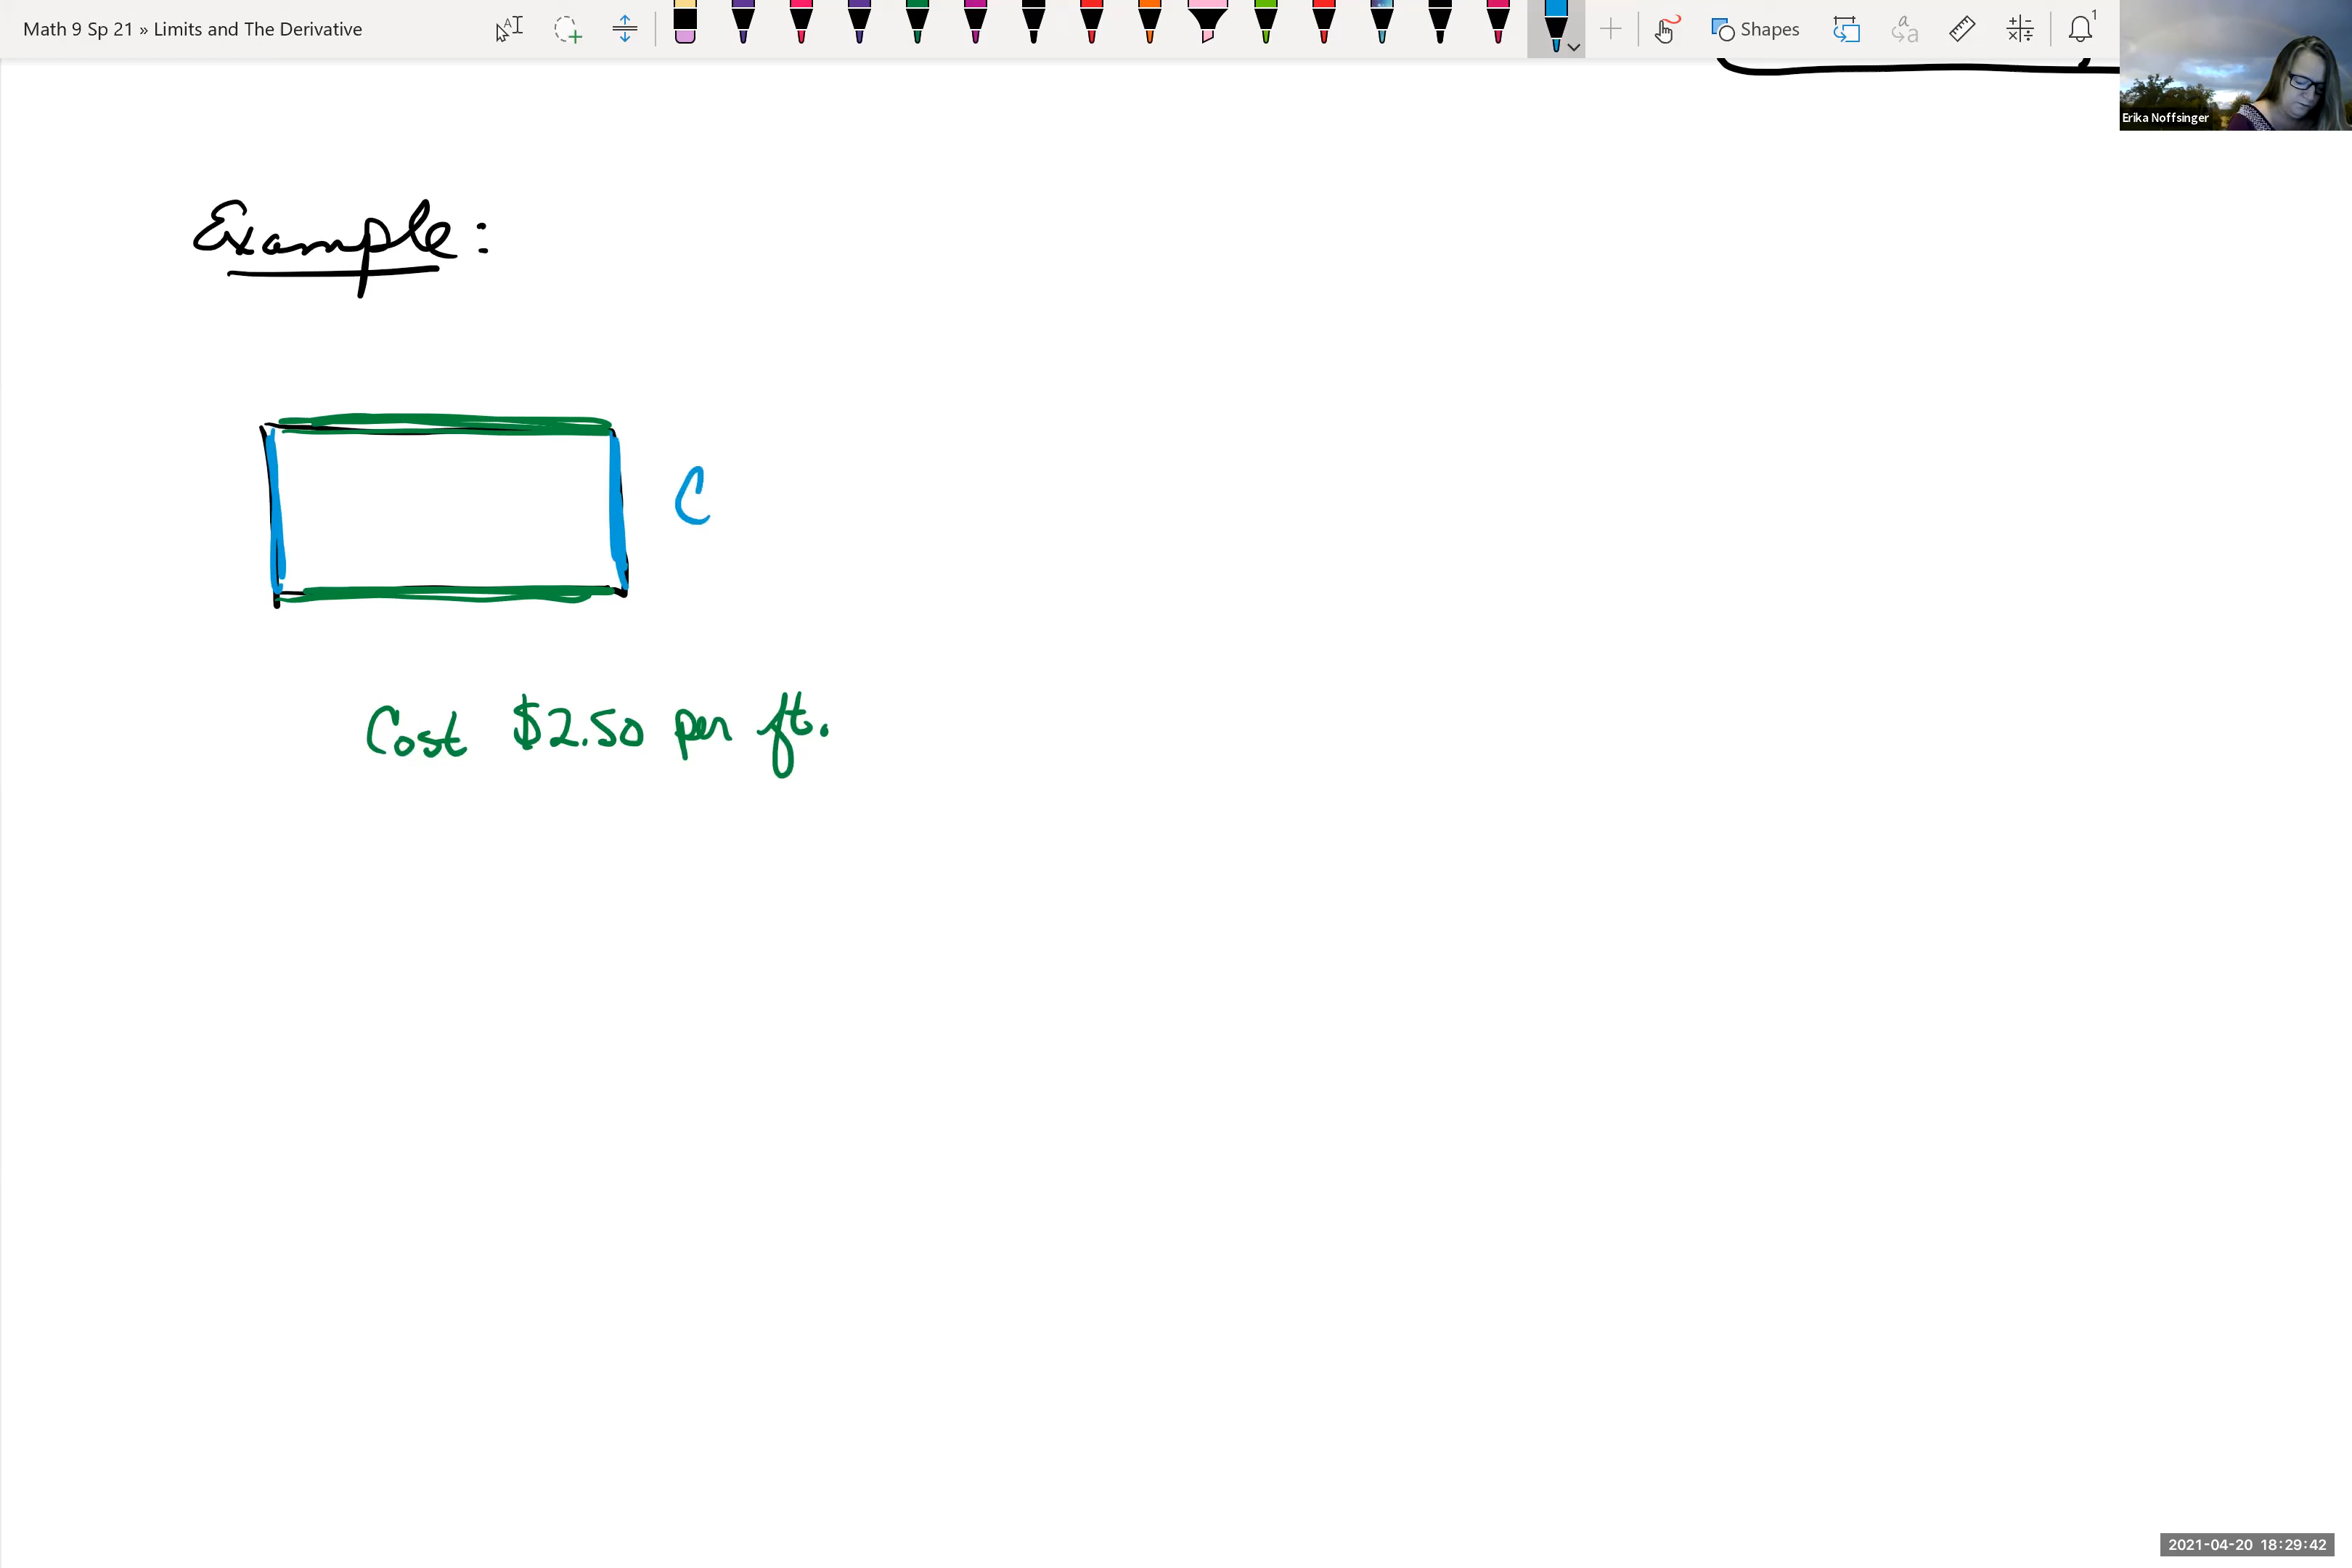 Math 9 Sp 21 » Limits and The Derivative
Shapes
1
Erika Noffsinger
Example:
C
Cost $2.50 per ft.
2021-04-20 18:29:42